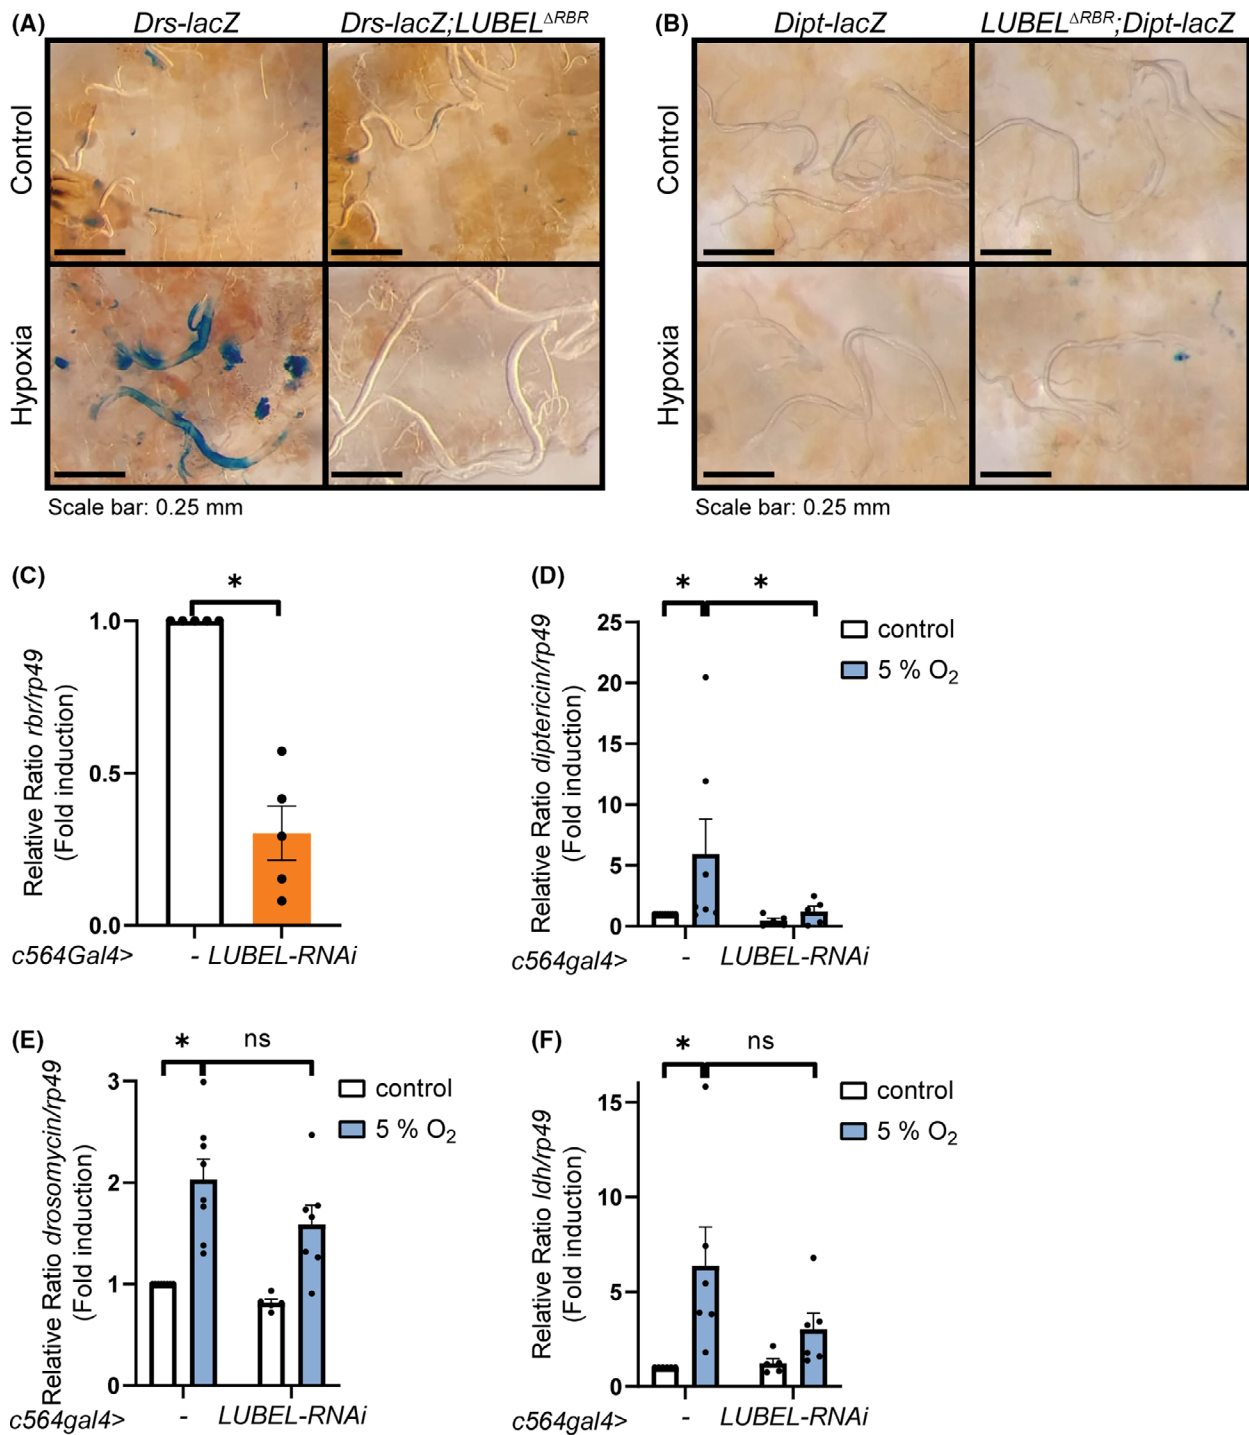 (A)
Drs-lacZ
Drs-lacZ;LUBEL^ΔRBR
Control
Hypoxia
Scale bar: 0.25 mm
(B)
Dipt-lacZ
LUBEL^ΔRBR;Dipt-lacZ
Control
Hypoxia
Scale bar: 0.25 mm
(C)
*
Relative Ratio rbr/rp49
(Fold induction)
1.0
0.5
0.0
c564Gal4>
-
LUBEL-RNAi
(D)
*
*
Relative Ratio diptericin/rp49
(Fold induction)
25
20
15
10
5
0
control
5 % O₂
c564gal4>
-
LUBEL-RNAi
(E)
*
ns
Relative Ratio drosomycin/rp49
(Fold induction)
3
2
1
0
control
5 % O₂
c564gal4>
-
LUBEL-RNAi
(F)
*
ns
Relative Ratio ldh/rp49
(Fold induction)
15
10
5
0
control
5 % O₂
c564gal4>
-
LUBEL-RNAi